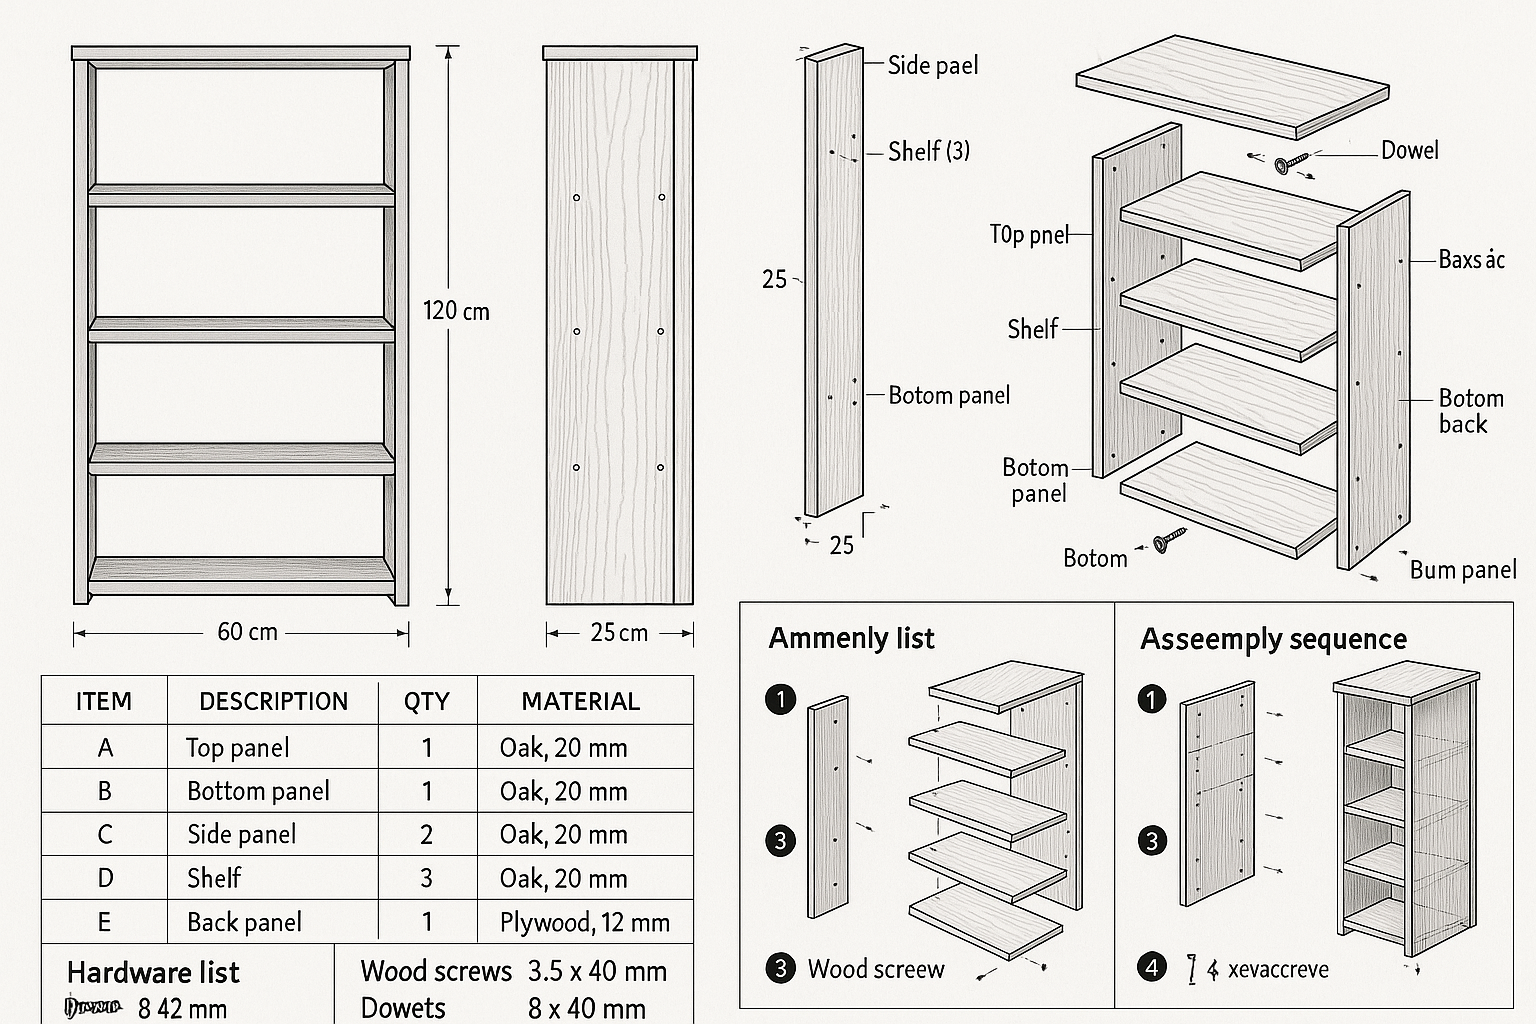 120 cm
60 cm
25 cm
Side pael
Shelf (3)
25
Botom panel
25
Dowel
T0p pnel
Baxs ác
Shelf
Botom
back
Botom
panel
Botom
Bum panel
ITEM DESCRIPTION QTY MATERIAL
A Top panel 1 Oak, 20 mm
B Bottom panel 1 Oak, 20 mm
C Side panel 2 Oak, 20 mm
D Shelf 3 Oak, 20 mm
E Back panel 1 Plywood, 12 mm
Hardware list
8 42 mm
Wood screws 3.5 x 40 mm
Dowets 8 x 40 mm
Ammenly list
1
3
3 Wood screew
Asseemply sequence
1
3
4 xevaccreve